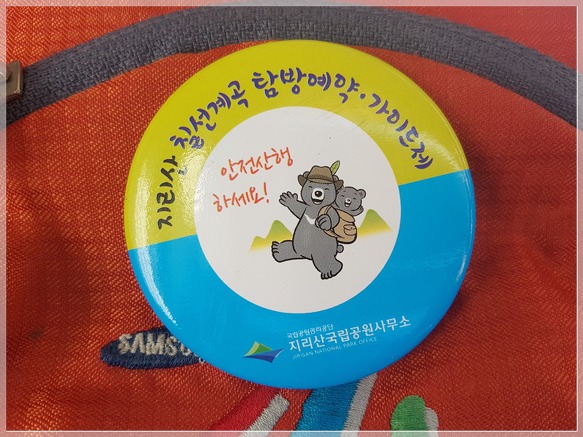 지리산 칠선계곡 탐방예약·가이드제
안전산행
하세요!
국립공원관리공단
지리산국립공원사무소
JIRISAN NATIONAL PARK OFFICE
SAMS